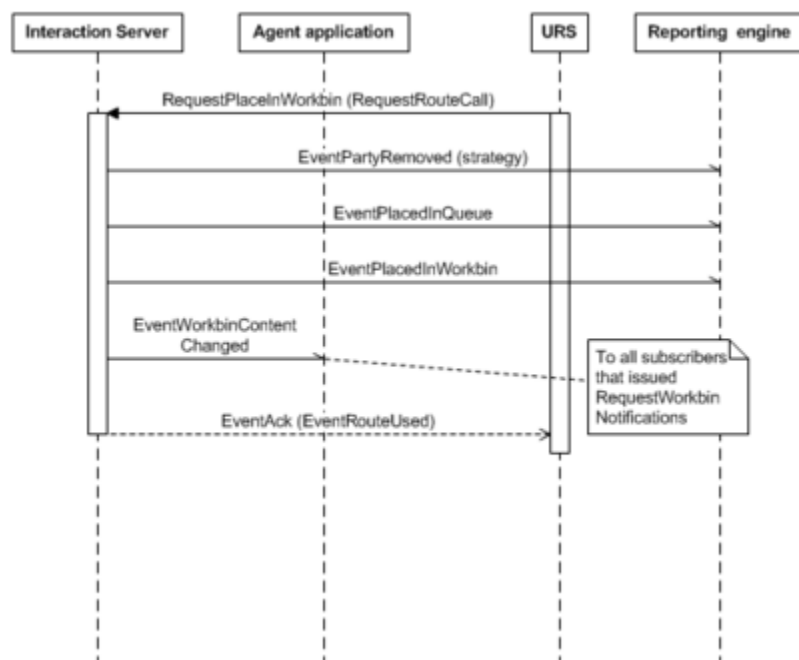 Interaction Server
Agent application
URS
Reporting engine
RequestPlaceInWorkbin (RequestRouteCall)
EventPartyRemoved (strategy)
EventPlacedInQueue
EventPlacedInWorkbin
EventWorkbinContent
Changed
To all subscribers
that issued
RequestWorkbin
Notifications
EventAck (EventRouteUsed)